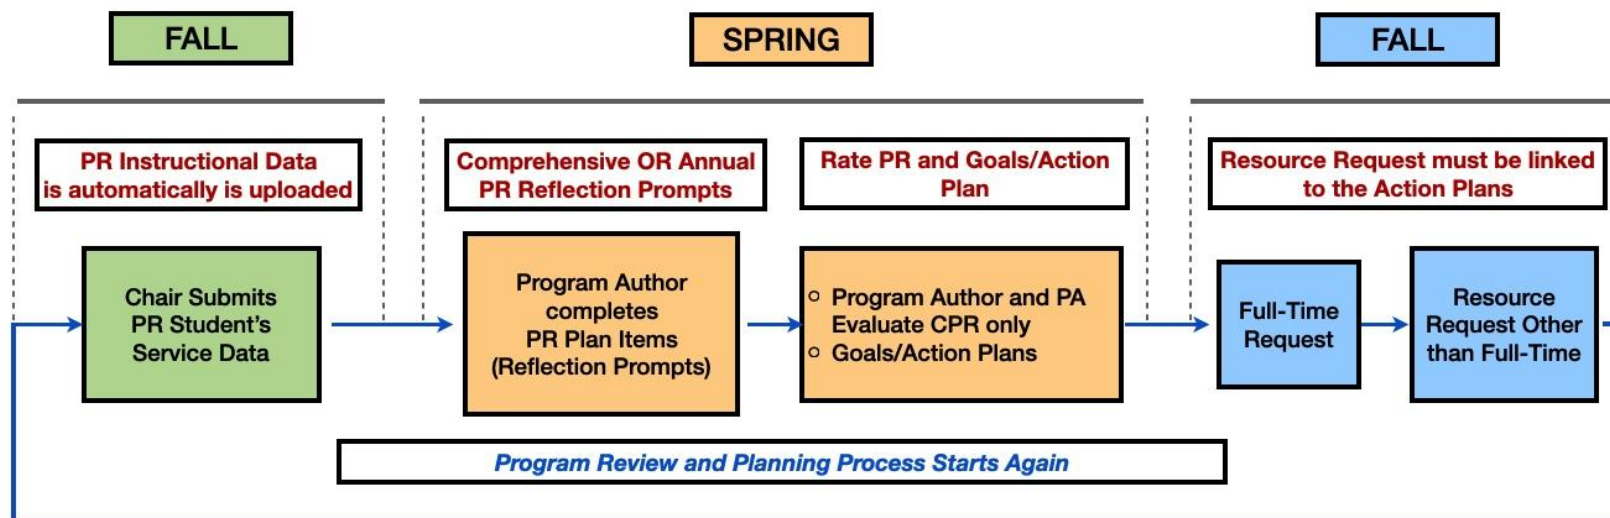 FALL
SPRING
FALL
PR Instructional Data
is automatically is uploaded
Comprehensive OR Annual
PR Reflection Prompts
Rate PR and Goals/Action
Plan
Resource Request must be linked
to the Action Plans
Chair Submits
PR Student’s
Service Data
Program Author
completes
PR Plan Items
(Reflection Prompts)
Program Author and PA
Evaluate CPR only
Goals/Action Plans
Full-Time
Request
Resource
Request Other
than Full-Time
Program Review and Planning Process Starts Again